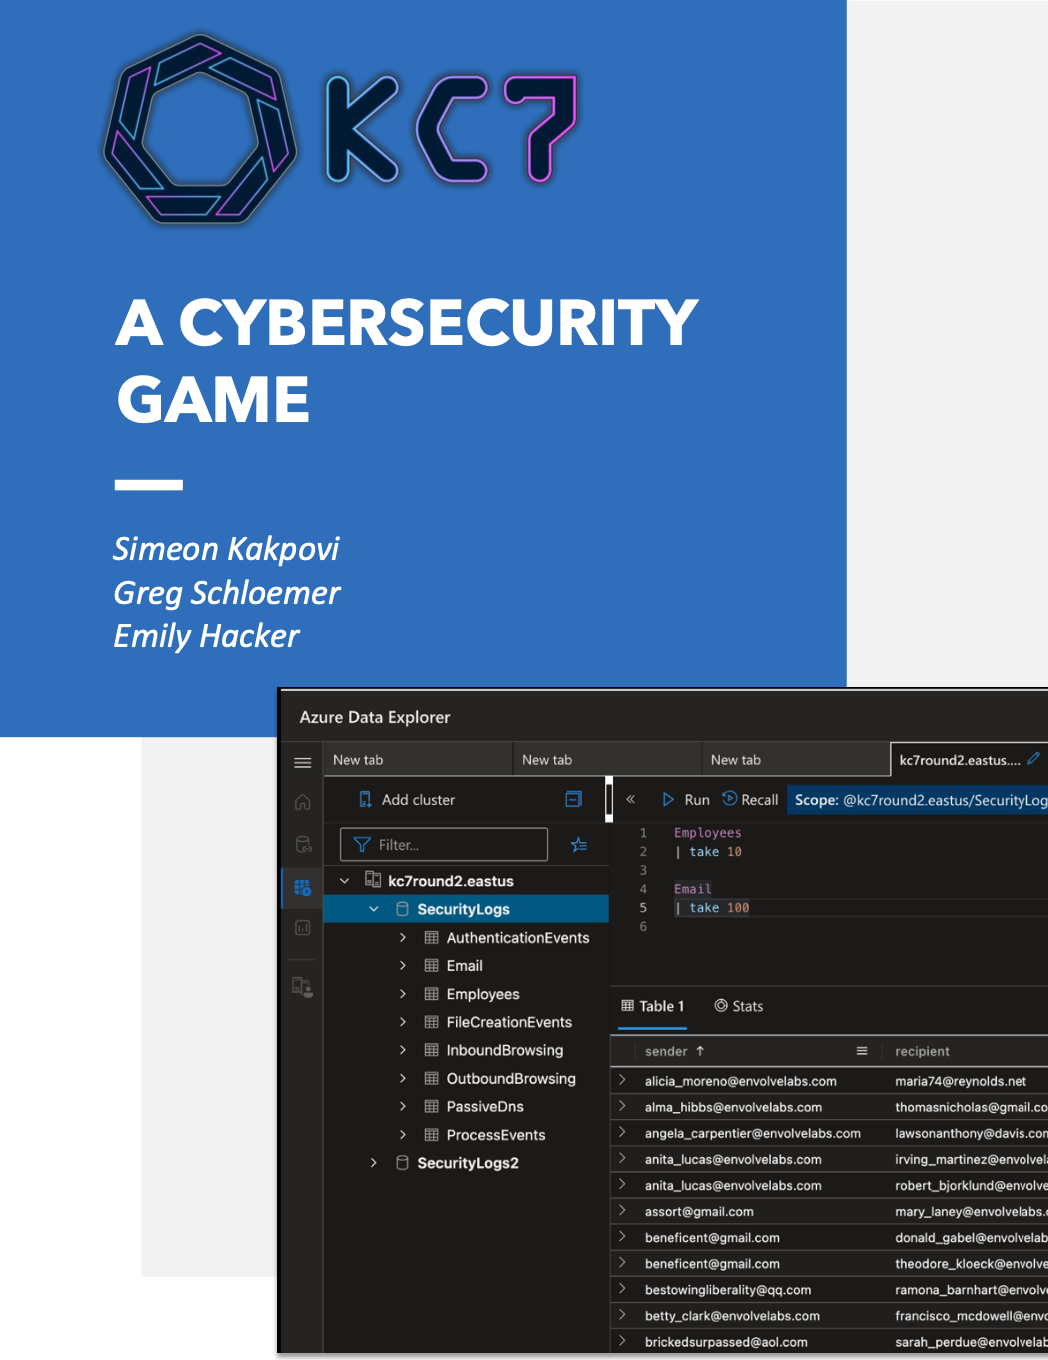 KC7
A CYBERSECURITY
GAME
Simeon Kakpovi
Greg Schloemer
Emily Hacker
Azure Data Explorer
New tab
New tab
New tab
kc7round2.eastus....
Add cluster
«
Run
Recall
Scope: @kc7round2.eastus/SecurityLog
Filter...
kc7round2.eastus
SecurityLogs
AuthenticationEvents
Email
Employees
FileCreationEvents
InboundBrowsing
OutboundBrowsing
PassiveDns
ProcessEvents
SecurityLogs2
1 Employees
2 | take 10
3
4 Email
5 | take 100
6
Table 1
Stats
sender ↑ recipient
alicia_moreno@envolvelabs.com maria74@reynolds.net
alma_hibbs@envolvelabs.com thomasnicholas@gmail.co
angela_carpentier@envolvelabs.com lawsonanthony@davis.con
anita_lucas@envolvelabs.com irving_martinez@envolvela
anita_lucas@envolvelabs.com robert_bjorklund@envolve
assort@gmail.com mary_laney@envolvelabs.c
beneficent@gmail.com donald_gabel@envolvelab
beneficent@gmail.com theodore_kloeck@envolve
bestowingliberality@qq.com ramona_barnhart@envolve
betty_clark@envolvelabs.com francisco_mcdowell@envo
brickedsurpassed@aol.com sarah_perdue@envolvelab